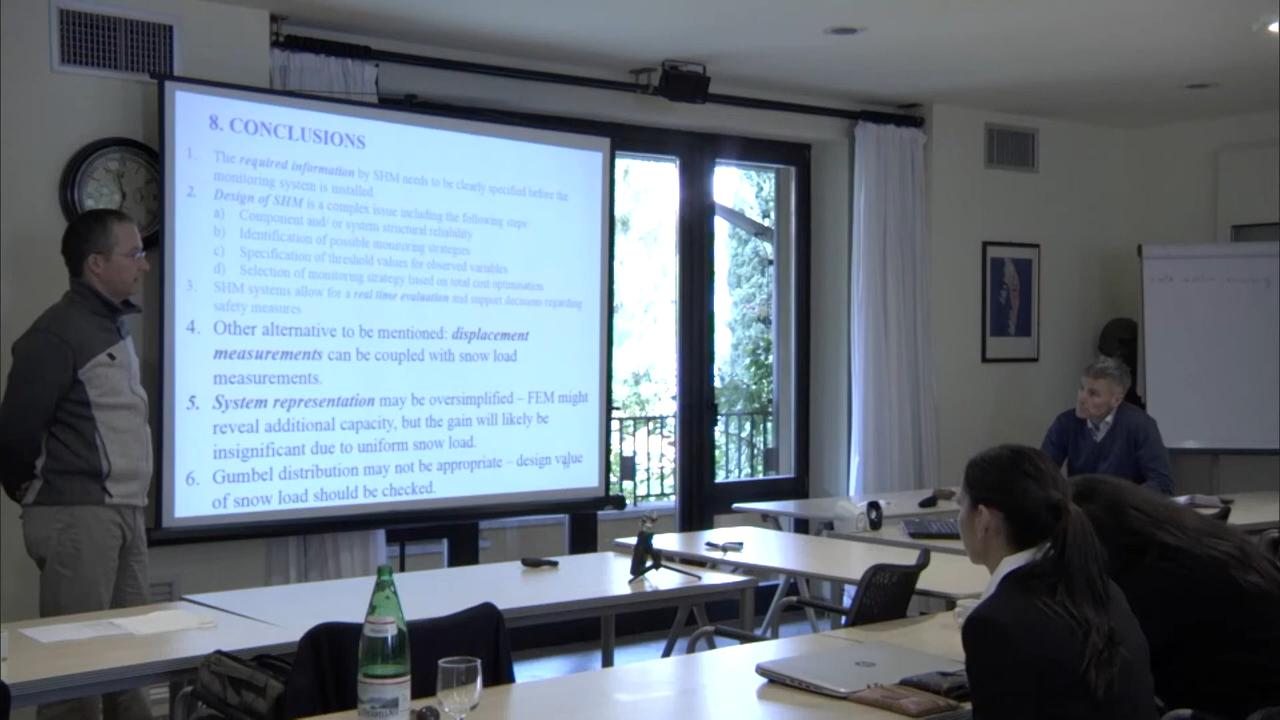 8. CONCLUSIONS
1. The required information by SHM needs to be clearly specified before the
monitoring system is installed
2. Design of SHM is a complex issue including the following steps:
a) Component and/ or system structural reliability
b) Identification of possible monitoring strategies
c) Specification of threshold values for observed variables
d) Selection of monitoring strategy based on total cost optimisation
3. SHM systems allow for a real time evaluation and support decisions regarding
safety measures
4. Other alternative to be mentioned: displacement
measurements can be coupled with snow load
measurements.
5. System representation may be oversimplified – FEM might
reveal additional capacity, but the gain will likely be
insignificant due to uniform snow load.
6. Gumbel distribution may not be appropriate – design value
of snow load should be checked.